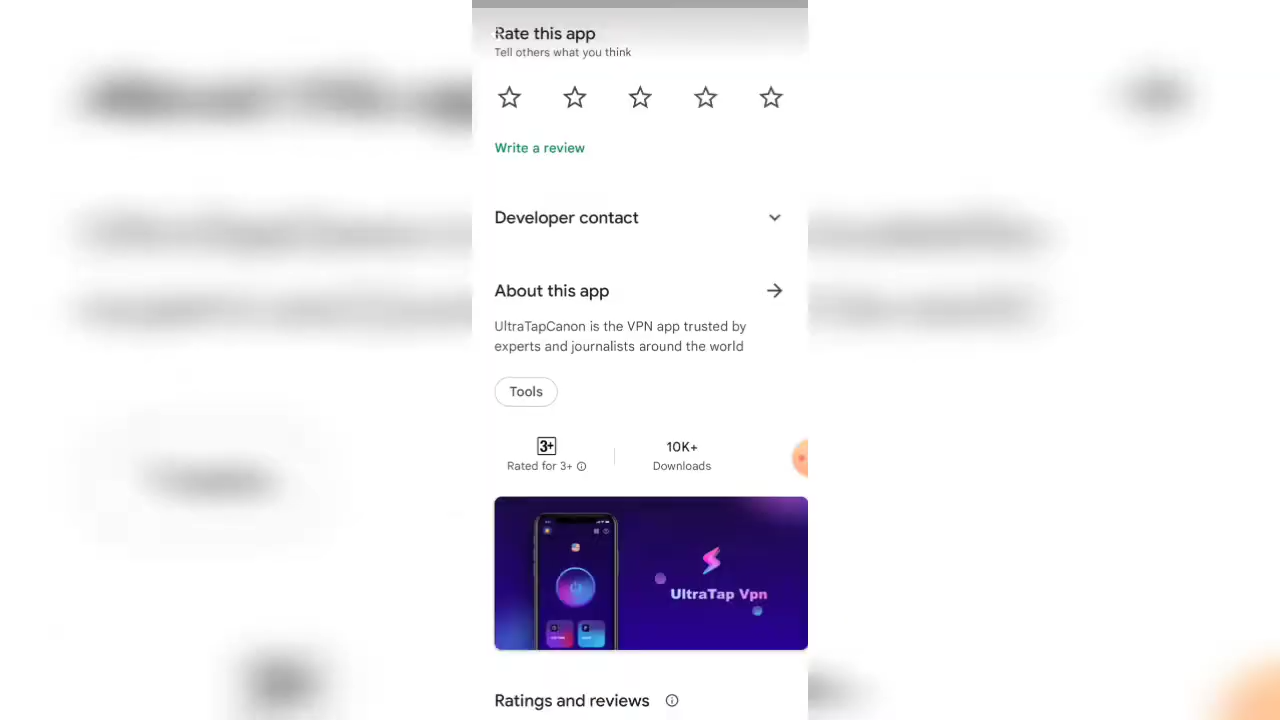 Rate this app
Tell others what you think
Write a review
Developer contact
About this app
UltraTapCanon is the VPN app trusted by
experts and journalists around the world
Tools
3+
Rated for 3+
10K+
Downloads
UltraTap Vpn
Ratings and reviews